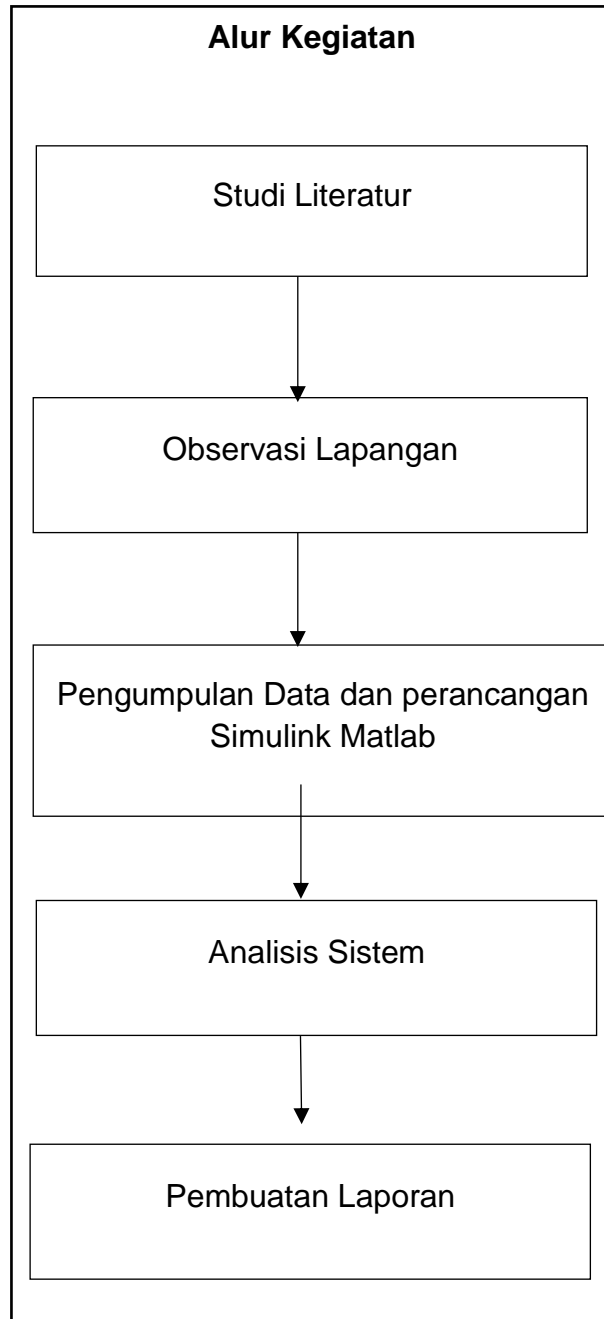 Alur Kegiatan
Studi Literatur
Observasi Lapangan
Pengumpulan Data dan perancangan
Simulink Matlab
Analisis Sistem
Pembuatan Laporan